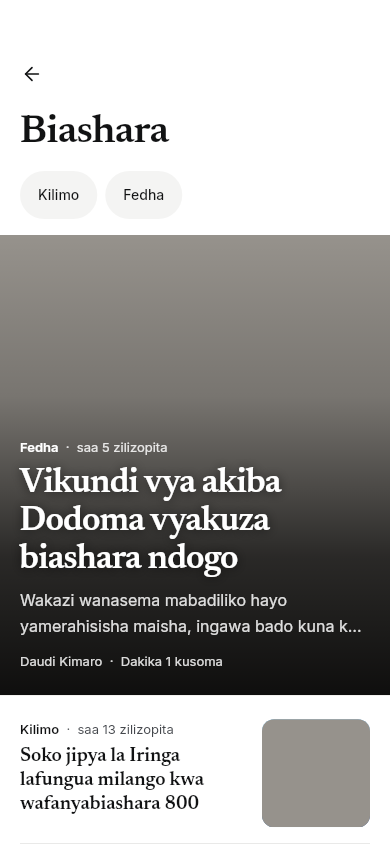 Biashara
Kilimo
Fedha
Fedha · saa 5 zilizopita
Vikundi vya akiba
Dodoma vyakuza
biashara ndogo
Wakazi wanasema mabadiliko hayo
yamerahisisha maisha, ingawa bado kuna k...
Daudi Kimaro · Dakika 1 kusoma
Kilimo · saa 13 zilizopita
Soko jipya la Iringa
lafungua milango kwa
wafanyabiashara 800